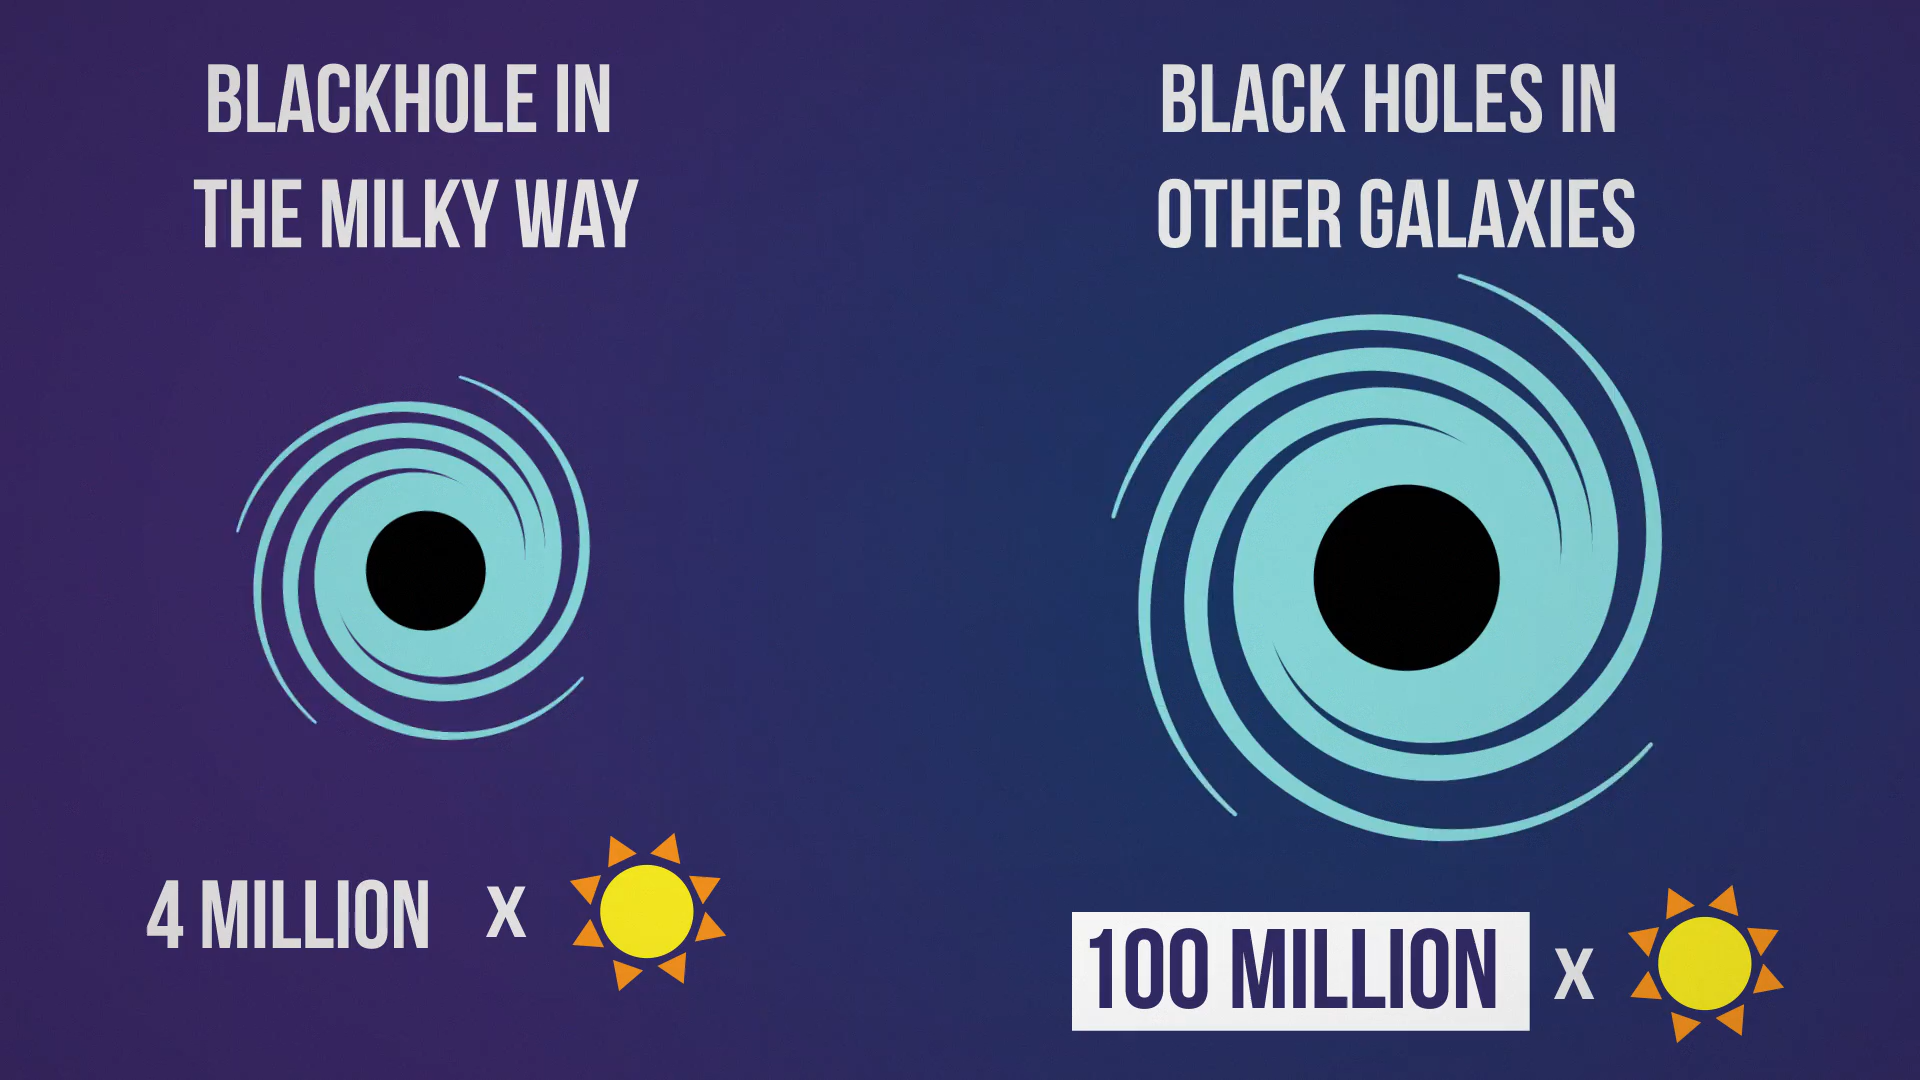 BLACKHOLE IN
THE MILKY WAY
4 MILLION X
BLACK HOLES IN
OTHER GALAXIES
100 MILLION X